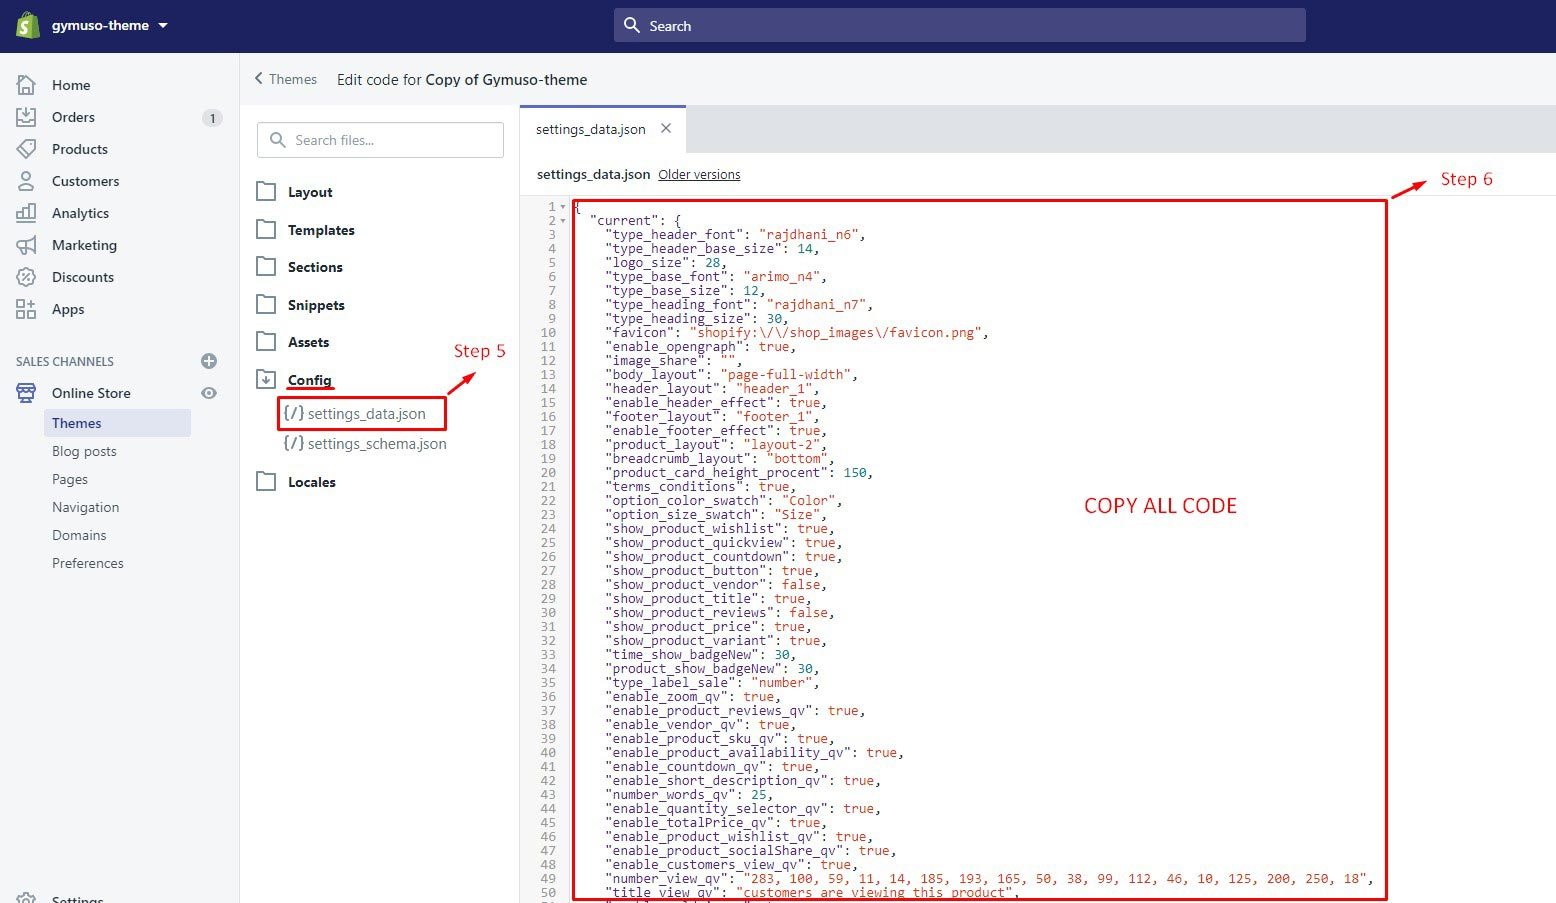 gymuso-theme
Search
Home
Orders 1
Products
Customers
Analytics
Marketing
Discounts
Apps
SALES CHANNELS
Online Store
Themes
Blog posts
Pages
Navigation
Domains
Preferences
Settings
Themes Edit code for Copy of Gymuso-theme
Search files...
Layout
Templates
Sections
Snippets
Assets
Step 5
Config
{/} settings_data.json
{/} settings_schema.json
Locales
settings_data.json ×
settings_data.json Older versions
Step 6
1 {
2 "current": {
3 "type_header_font": "rajdhani_n6",
4 "type_header_base_size": 14,
5 "logo_size": 28,
6 "type_base_font": "arimo_n4",
7 "type_base_size": 12,
8 "type_heading_font": "rajdhani_n7",
9 "type_heading_size": 30,
10 "favicon": "shopify:\/\/shop_images\/favicon.png",
11 "enable_opengraph": true,
12 "image_share": "",
13 "body_layout": "page-full-width",
14 "header_layout": "header_1",
15 "enable_header_effect": true,
16 "footer_layout": "footer_1",
17 "enable_footer_effect": true,
18 "product_layout": "layout-2",
19 "breadcrumb_layout": "bottom",
20 "product_card_height_procent": 150,
21 "terms_conditions": true,
22 "option_color_swatch": "Color",
23 "option_size_swatch": "Size",
24 "show_product_wishlist": true,
25 "show_product_quickview": true,
26 "show_product_countdown": true,
27 "show_product_button": true,
28 "show_product_vendor": false,
29 "show_product_title": true,
30 "show_product_reviews": false,
31 "show_product_price": true,
32 "show_product_variant": true,
33 "time_show_badgeNew": 30,
34 "product_show_badgeNew": 30,
35 "type_label_sale": "number",
36 "enable_zoom_qv": true,
37 "enable_product_reviews_qv": true,
38 "enable_vendor_qv": true,
39 "enable_product_sku_qv": true,
40 "enable_product_availability_qv": true,
41 "enable_countdown_qv": true,
42 "enable_short_description_qv": true,
43 "number_words_qv": 25,
44 "enable_quantity_selector_qv": true,
45 "enable_totalPrice_qv": true,
46 "enable_product_wishlist_qv": true,
47 "enable_product_socialShare_qv": true,
48 "enable_customers_view_qv": true,
49 "number_view_qv": "283, 100, 59, 11, 14, 185, 193, 165, 50, 38, 99, 112, 46, 10, 125, 200, 250, 18",
50 "title_view_qv": "customers are viewing this product",
COPY ALL CODE